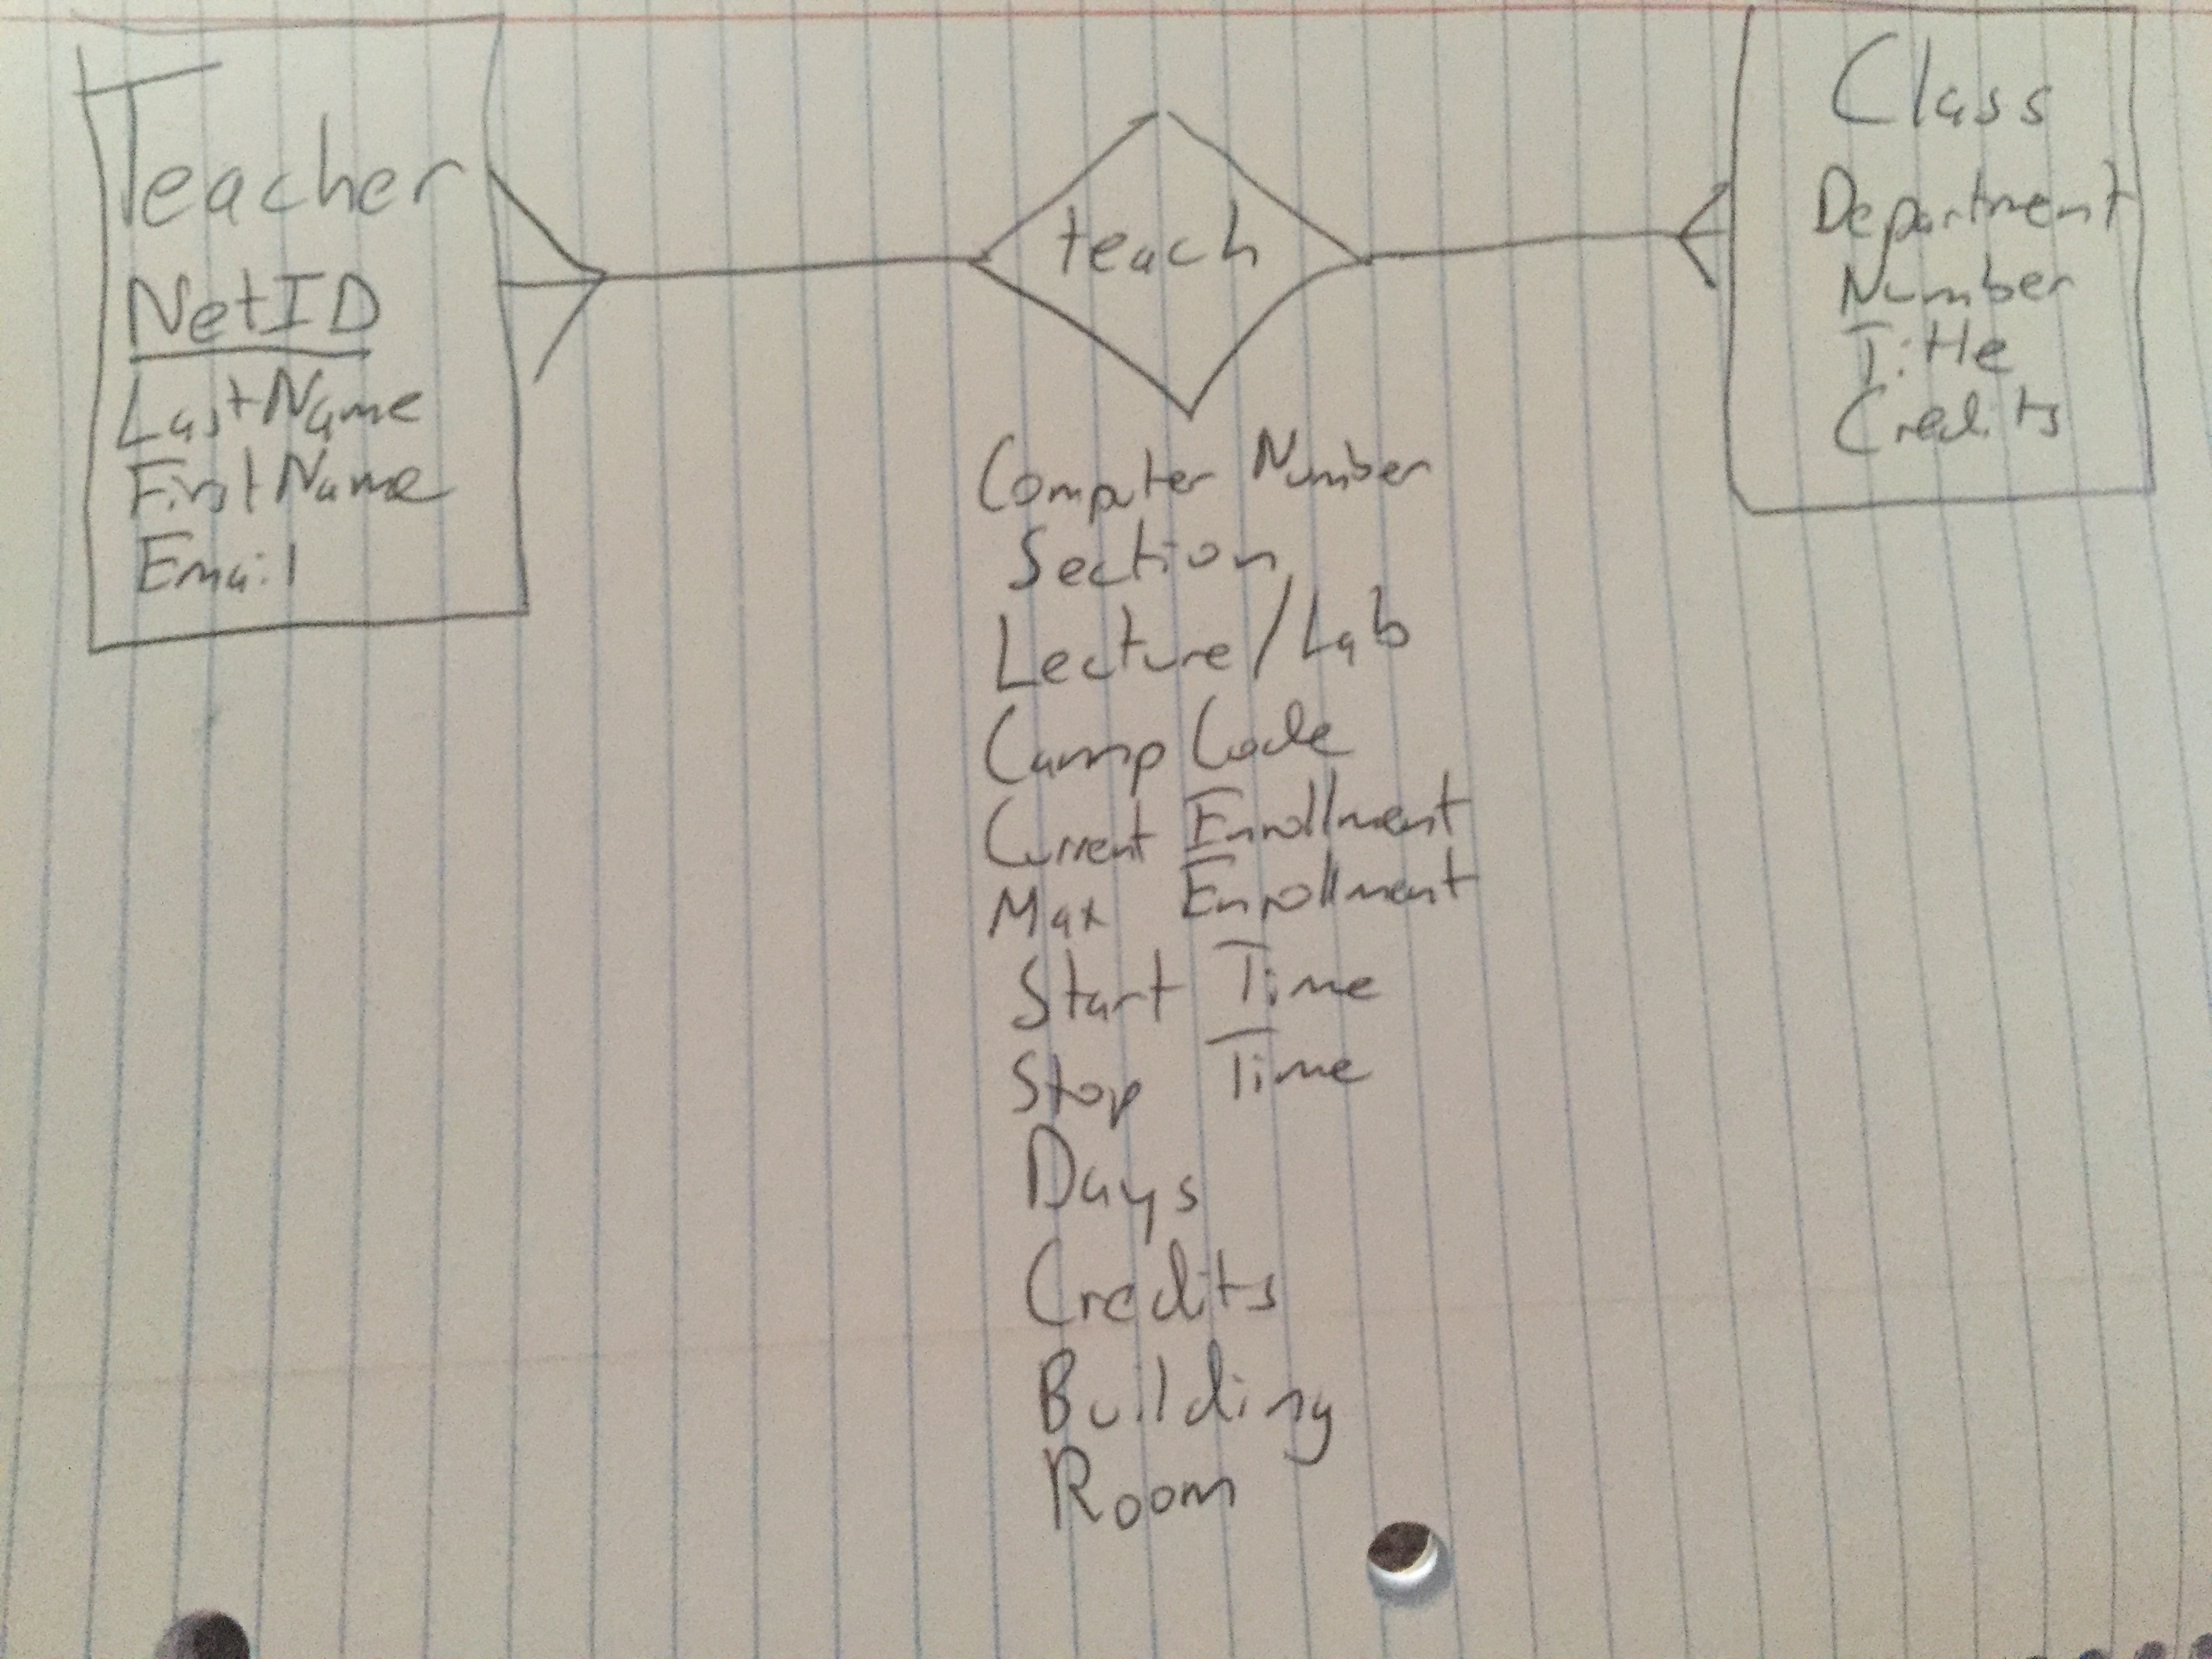 Teacher
NetID
LastName
FirstName
Email
teach
Computer Number
Section
Lecture/Lab
Camp Code
Current Enrollment
Max Enrollment
Start Time
Stop Time
Days
Credits
Building
Room
Class
Department
Number
Title
Credits